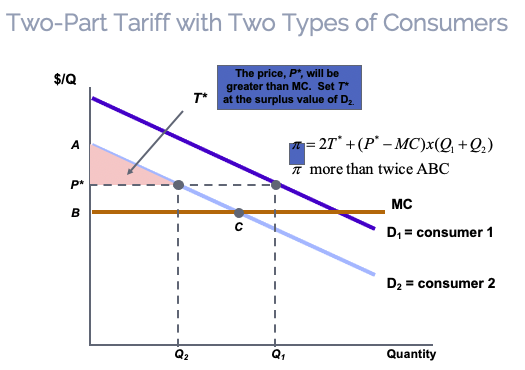 Two-Part Tariff with Two Types of Consumers
$/Q
The price, P*, will be
greater than MC. Set T*
at the surplus value of D2.
T*
A
π = 2T* + (P* − MC)x(Q1 + Q2)
π more than twice ABC
P*
B
MC
C
D1 = consumer 1
D2 = consumer 2
Q2
Q1
Quantity